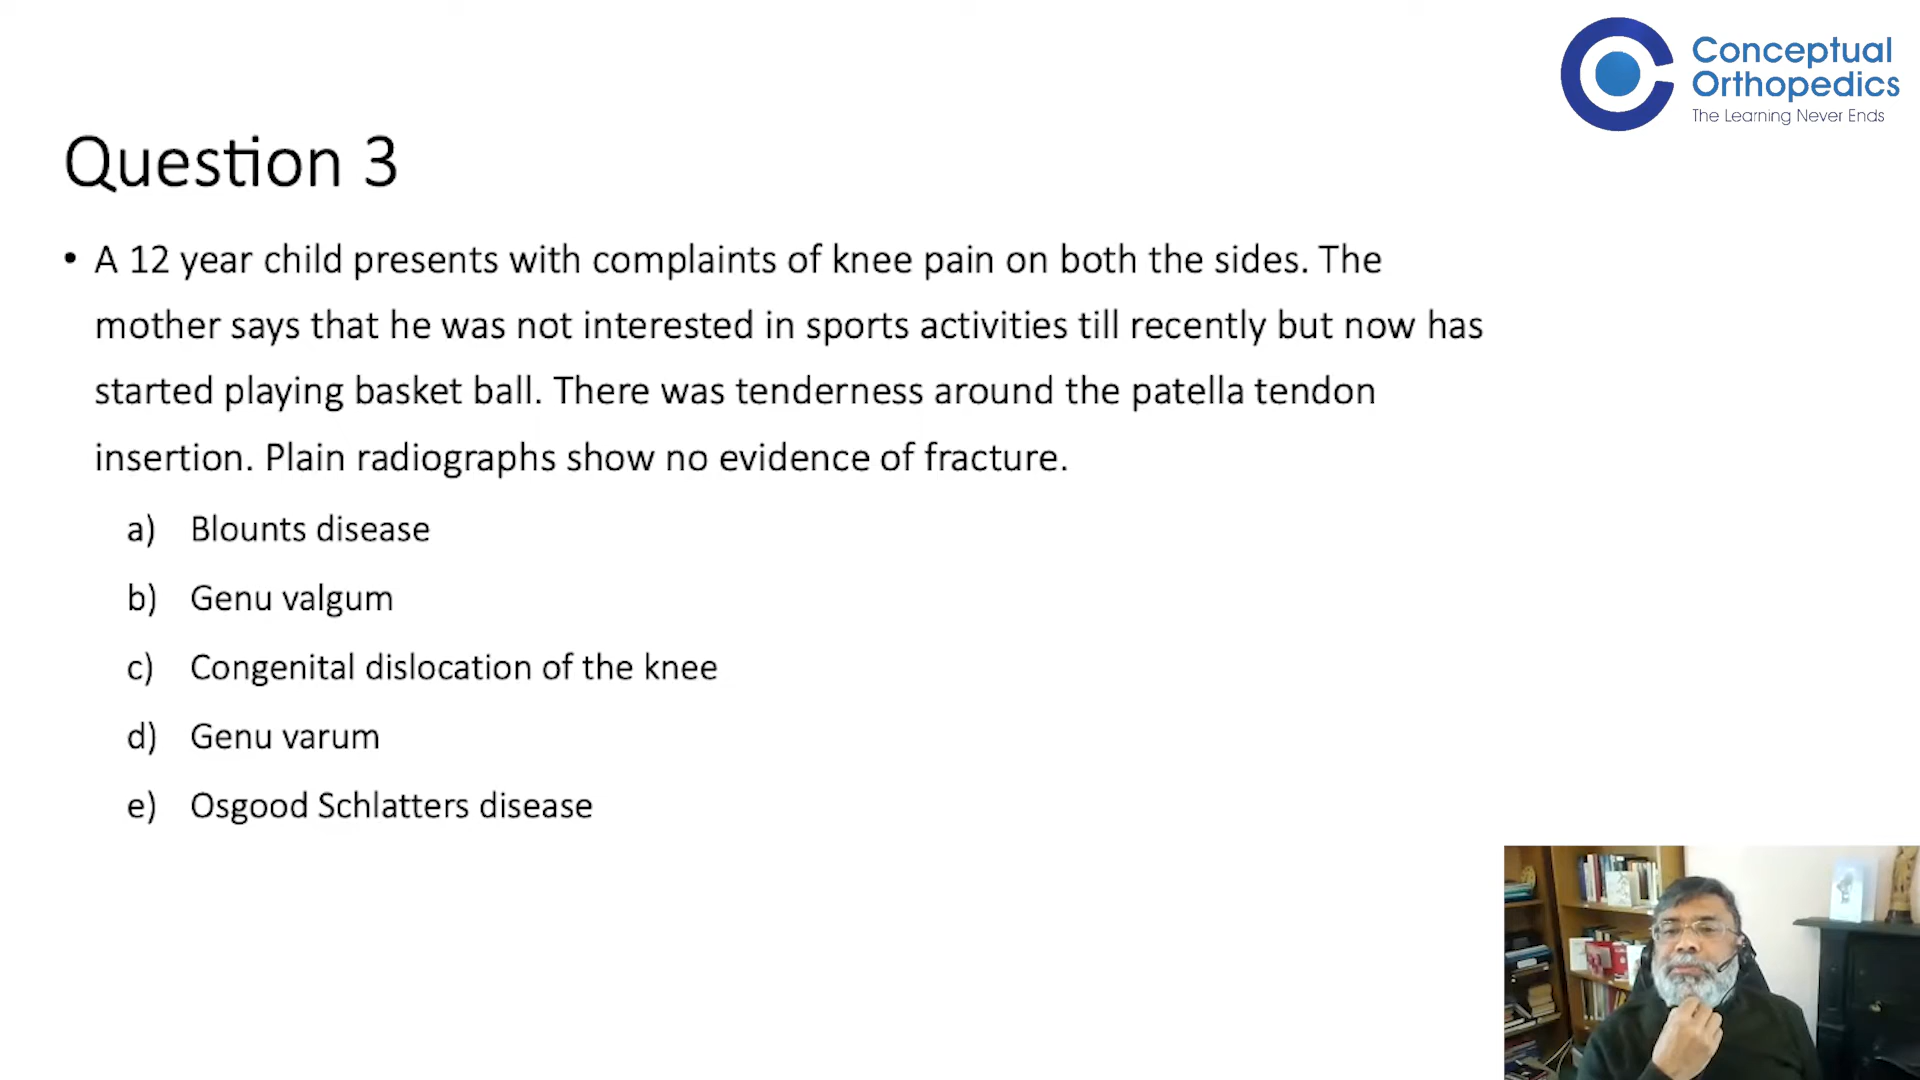 Conceptual
Orthopedics
The Learning Never Ends
Question 3
• A 12 year child presents with complaints of knee pain on both the sides. The
mother says that he was not interested in sports activities till recently but now has
started playing basket ball. There was tenderness around the patella tendon
insertion. Plain radiographs show no evidence of fracture.
a) Blounts disease
b) Genu valgum
c) Congenital dislocation of the knee
d) Genu varum
e) Osgood Schlatters disease